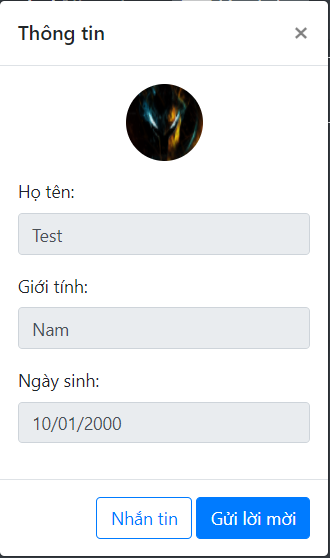 Thông tin
×
Họ tên:
Test
Giới tính:
Nam
Ngày sinh:
10/01/2000
Nhắn tin
Gửi lời mời